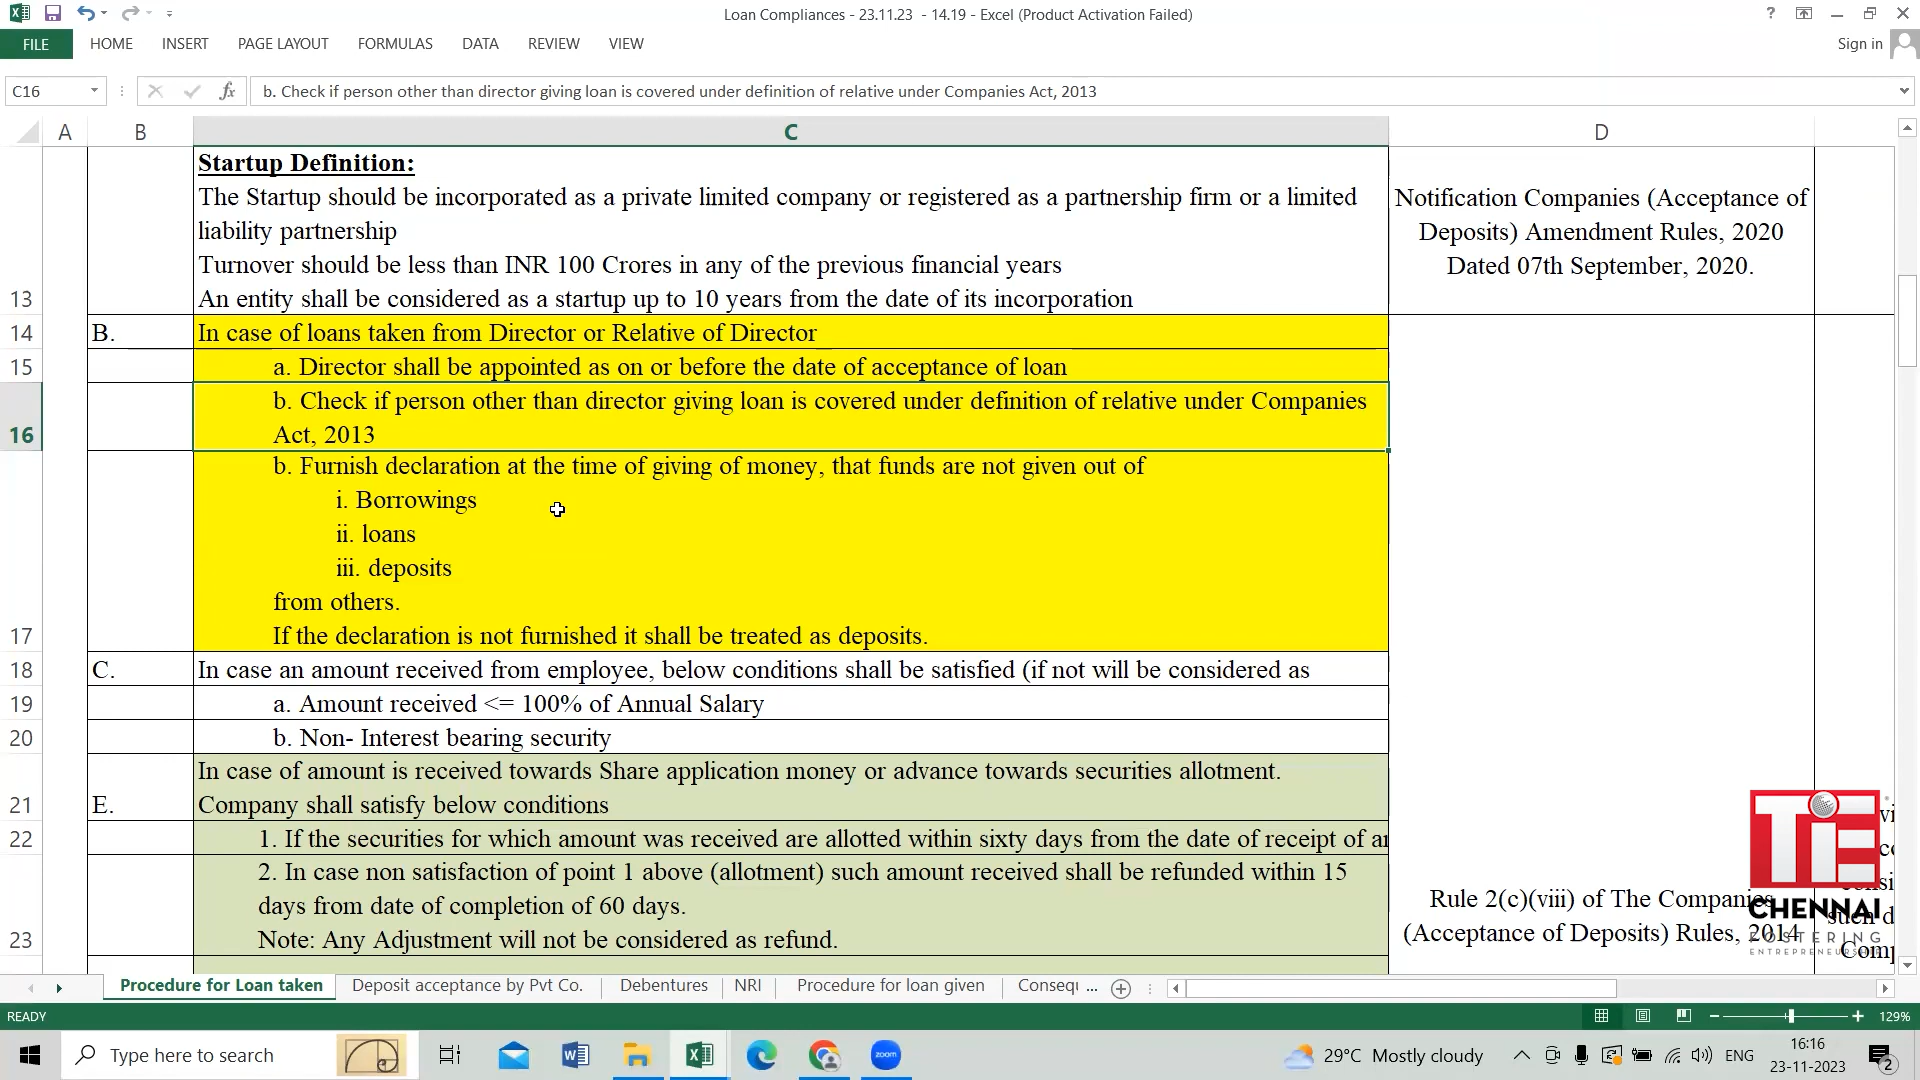 Loan Compliances - 23.11.23 - 14.19 - Excel (Product Activation Failed)
FILE HOME INSERT PAGE LAYOUT FORMULAS DATA REVIEW VIEW Sign in
C16 fx b. Check if person other than director giving loan is covered under definition of relative under Companies Act, 2013
A B C D
Startup Definition:
The Startup should be incorporated as a private limited company or registered as a partnership firm or a limited
liability partnership
Turnover should be less than INR 100 Crores in any of the previous financial years
13 An entity shall be considered as a startup up to 10 years from the date of its incorporation
Notification Companies (Acceptance of
Deposits) Amendment Rules, 2020
Dated 07th September, 2020.
14 B. In case of loans taken from Director or Relative of Director
15 a. Director shall be appointed as on or before the date of acceptance of loan
b. Check if person other than director giving loan is covered under definition of relative under Companies
16 Act, 2013
b. Furnish declaration at the time of giving of money, that funds are not given out of
i. Borrowings
ii. loans
iii. deposits
from others.
17 If the declaration is not furnished it shall be treated as deposits.
18 C. In case an amount received from employee, below conditions shall be satisfied (if not will be considered as
19 a. Amount received <= 100% of Annual Salary
20 b. Non- Interest bearing security
In case of amount is received towards Share application money or advance towards securities allotment.
21 E. Company shall satisfy below conditions
22 1. If the securities for which amount was received are allotted within sixty days from the date of receipt of
2. In case non satisfaction of point 1 above (allotment) such amount received shall be refunded within 15
days from date of completion of 60 days.
23 Note: Any Adjustment will not be considered as refund.
Rule 2(c)(viii) of The Companies
(Acceptance of Deposits) Rules, 2014
TiE
CHENNAI
FOSTERING
ENTREPRENEURSHIP
such d
Comp
Procedure for Loan taken Deposit acceptance by Pvt Co. Debentures NRI Procedure for loan given Consequ ...
READY 129%
Type here to search zoom 29°C Mostly cloudy ENG 16:16
23-11-2023 2